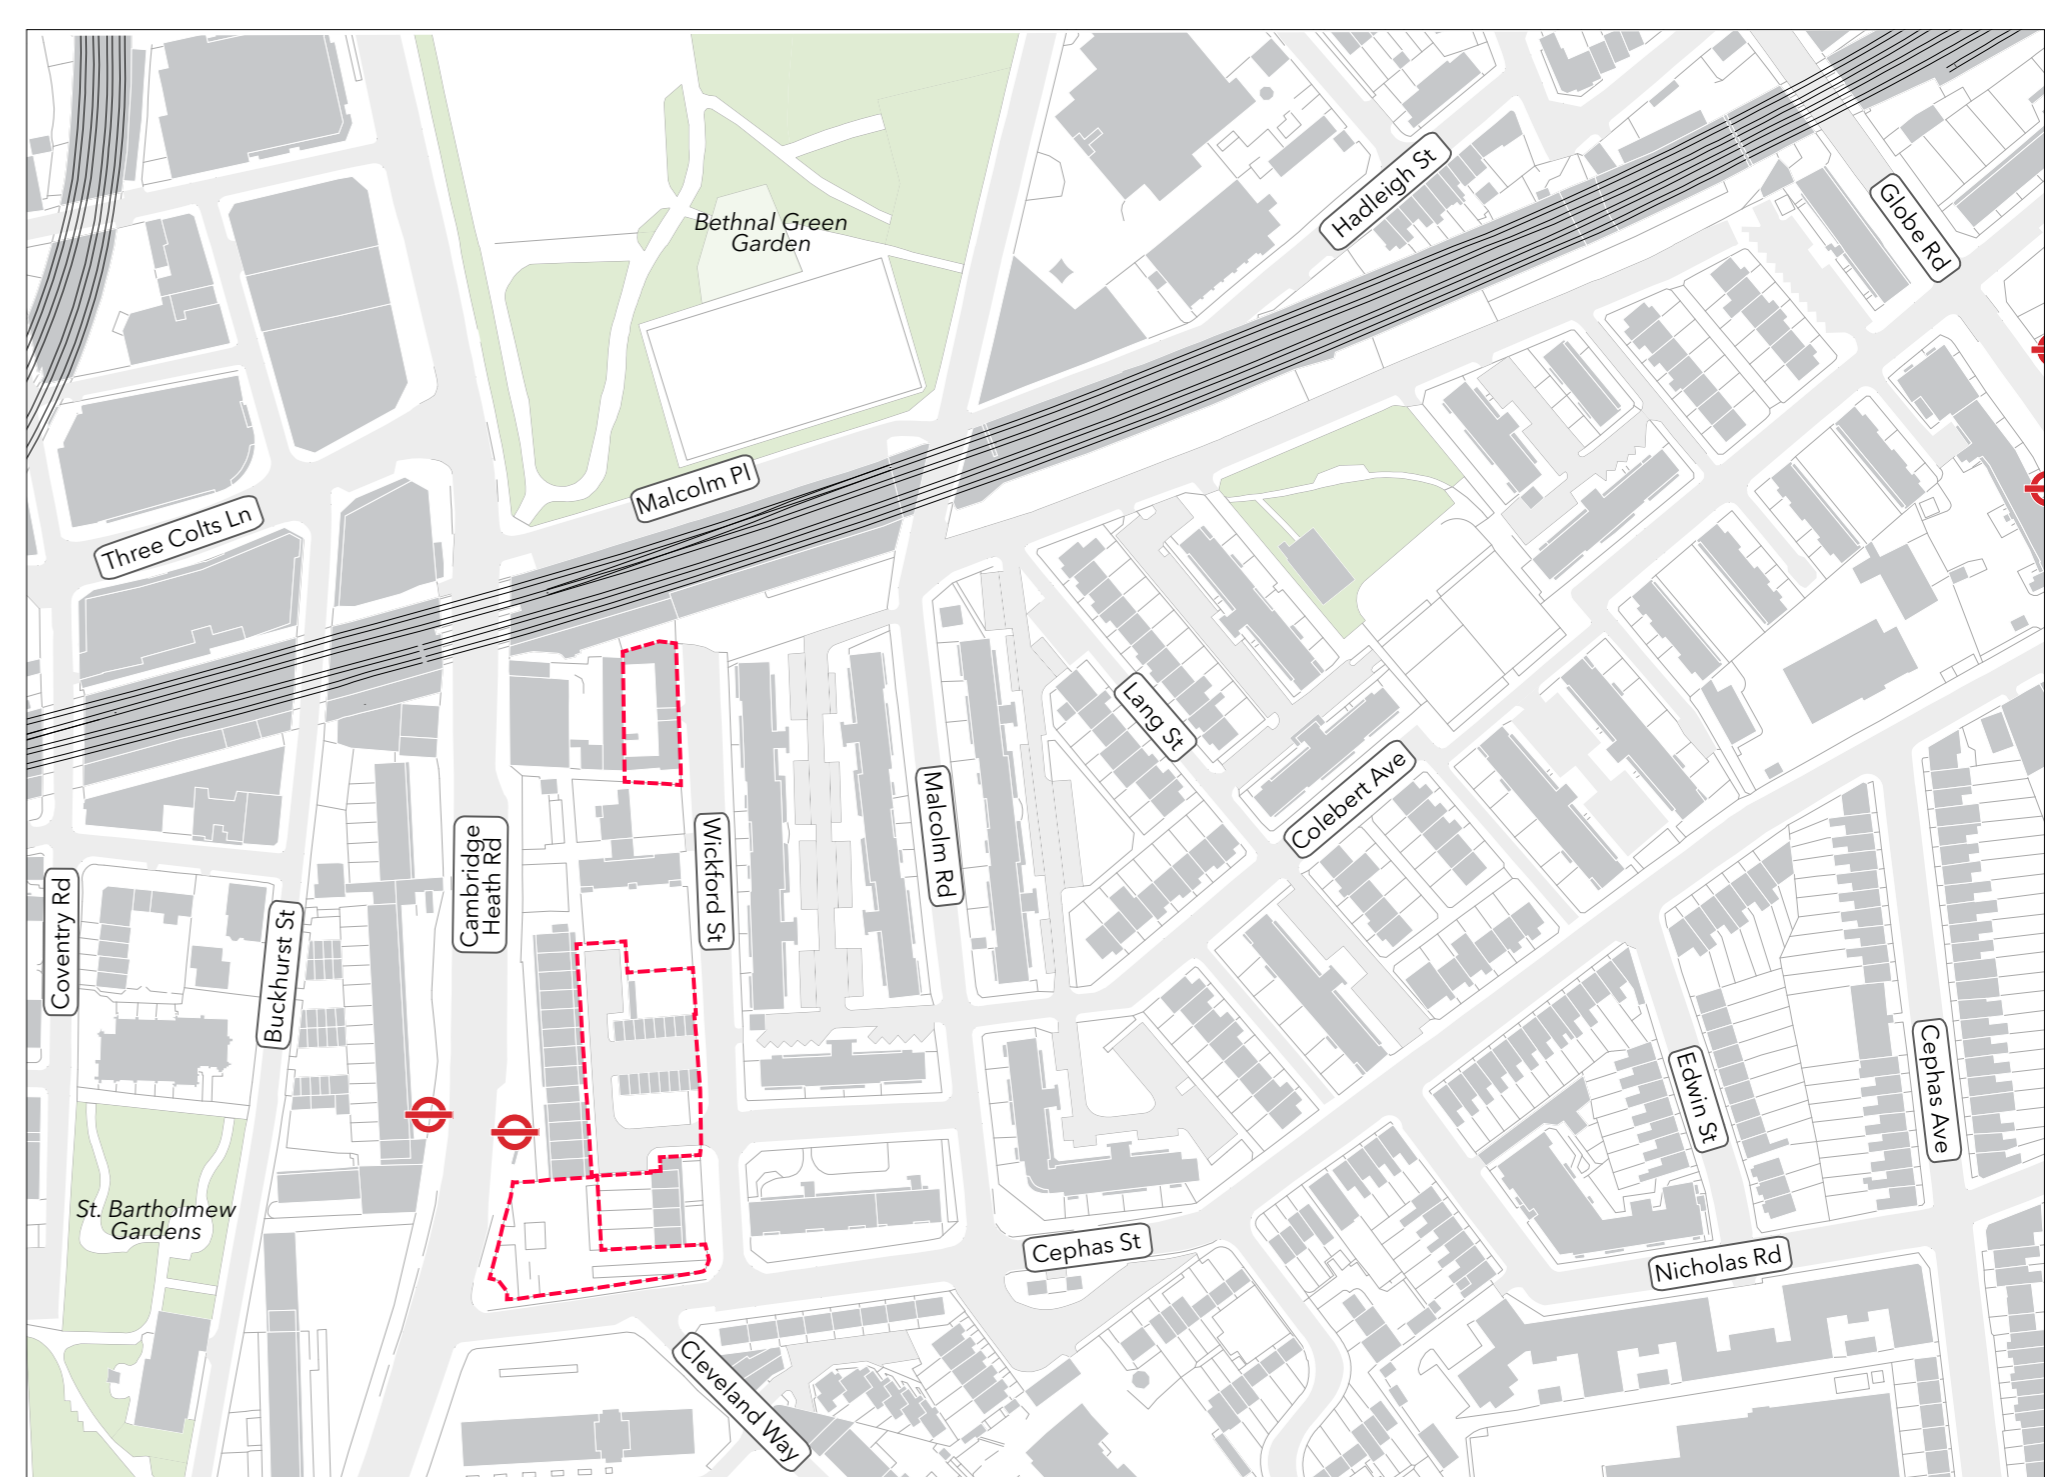 Bethnal Green
Garden
Hadleigh St
Globe Rd
Malcolm Pl
Three Colts Ln
Lang St
Colebert Ave
Malcolm Rd
Wickford St
Cambridge
Heath Rd
Coventry Rd
Buckhurst St
Edwin St
Cephas Ave
St. Bartholmew
Gardens
Cephas St
Nicholas Rd
Cleveland Way